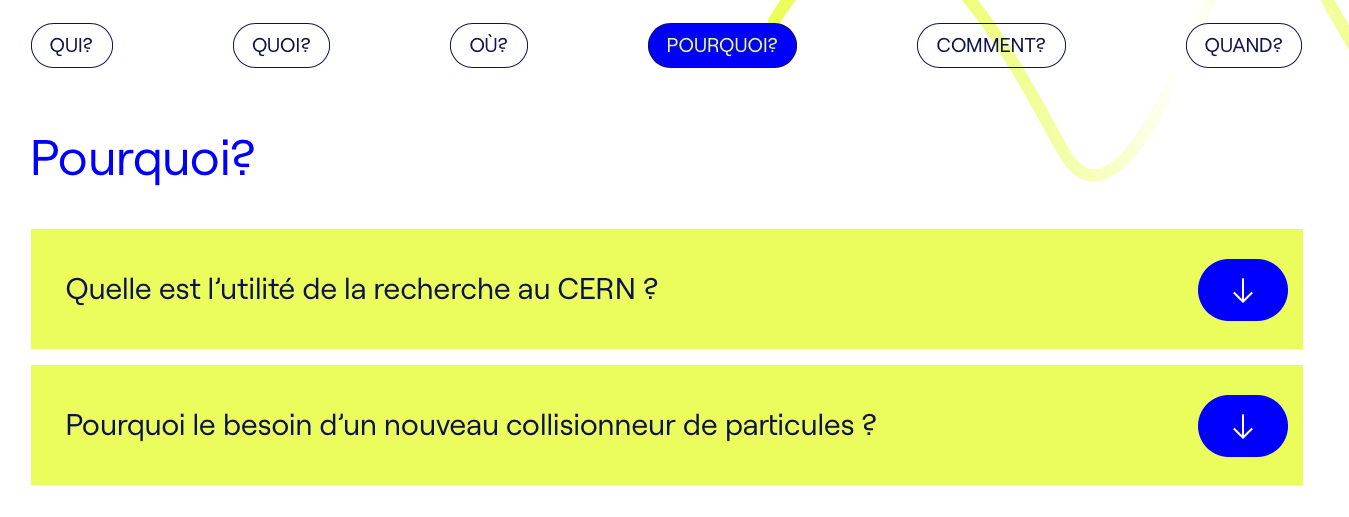 QUI?
QUOI?
OÙ?
POURQUOI?
COMMENT?
QUAND?
Pourquoi?
Quelle est l’utilité de la recherche au CERN ?
Pourquoi le besoin d’un nouveau collisionneur de particules ?